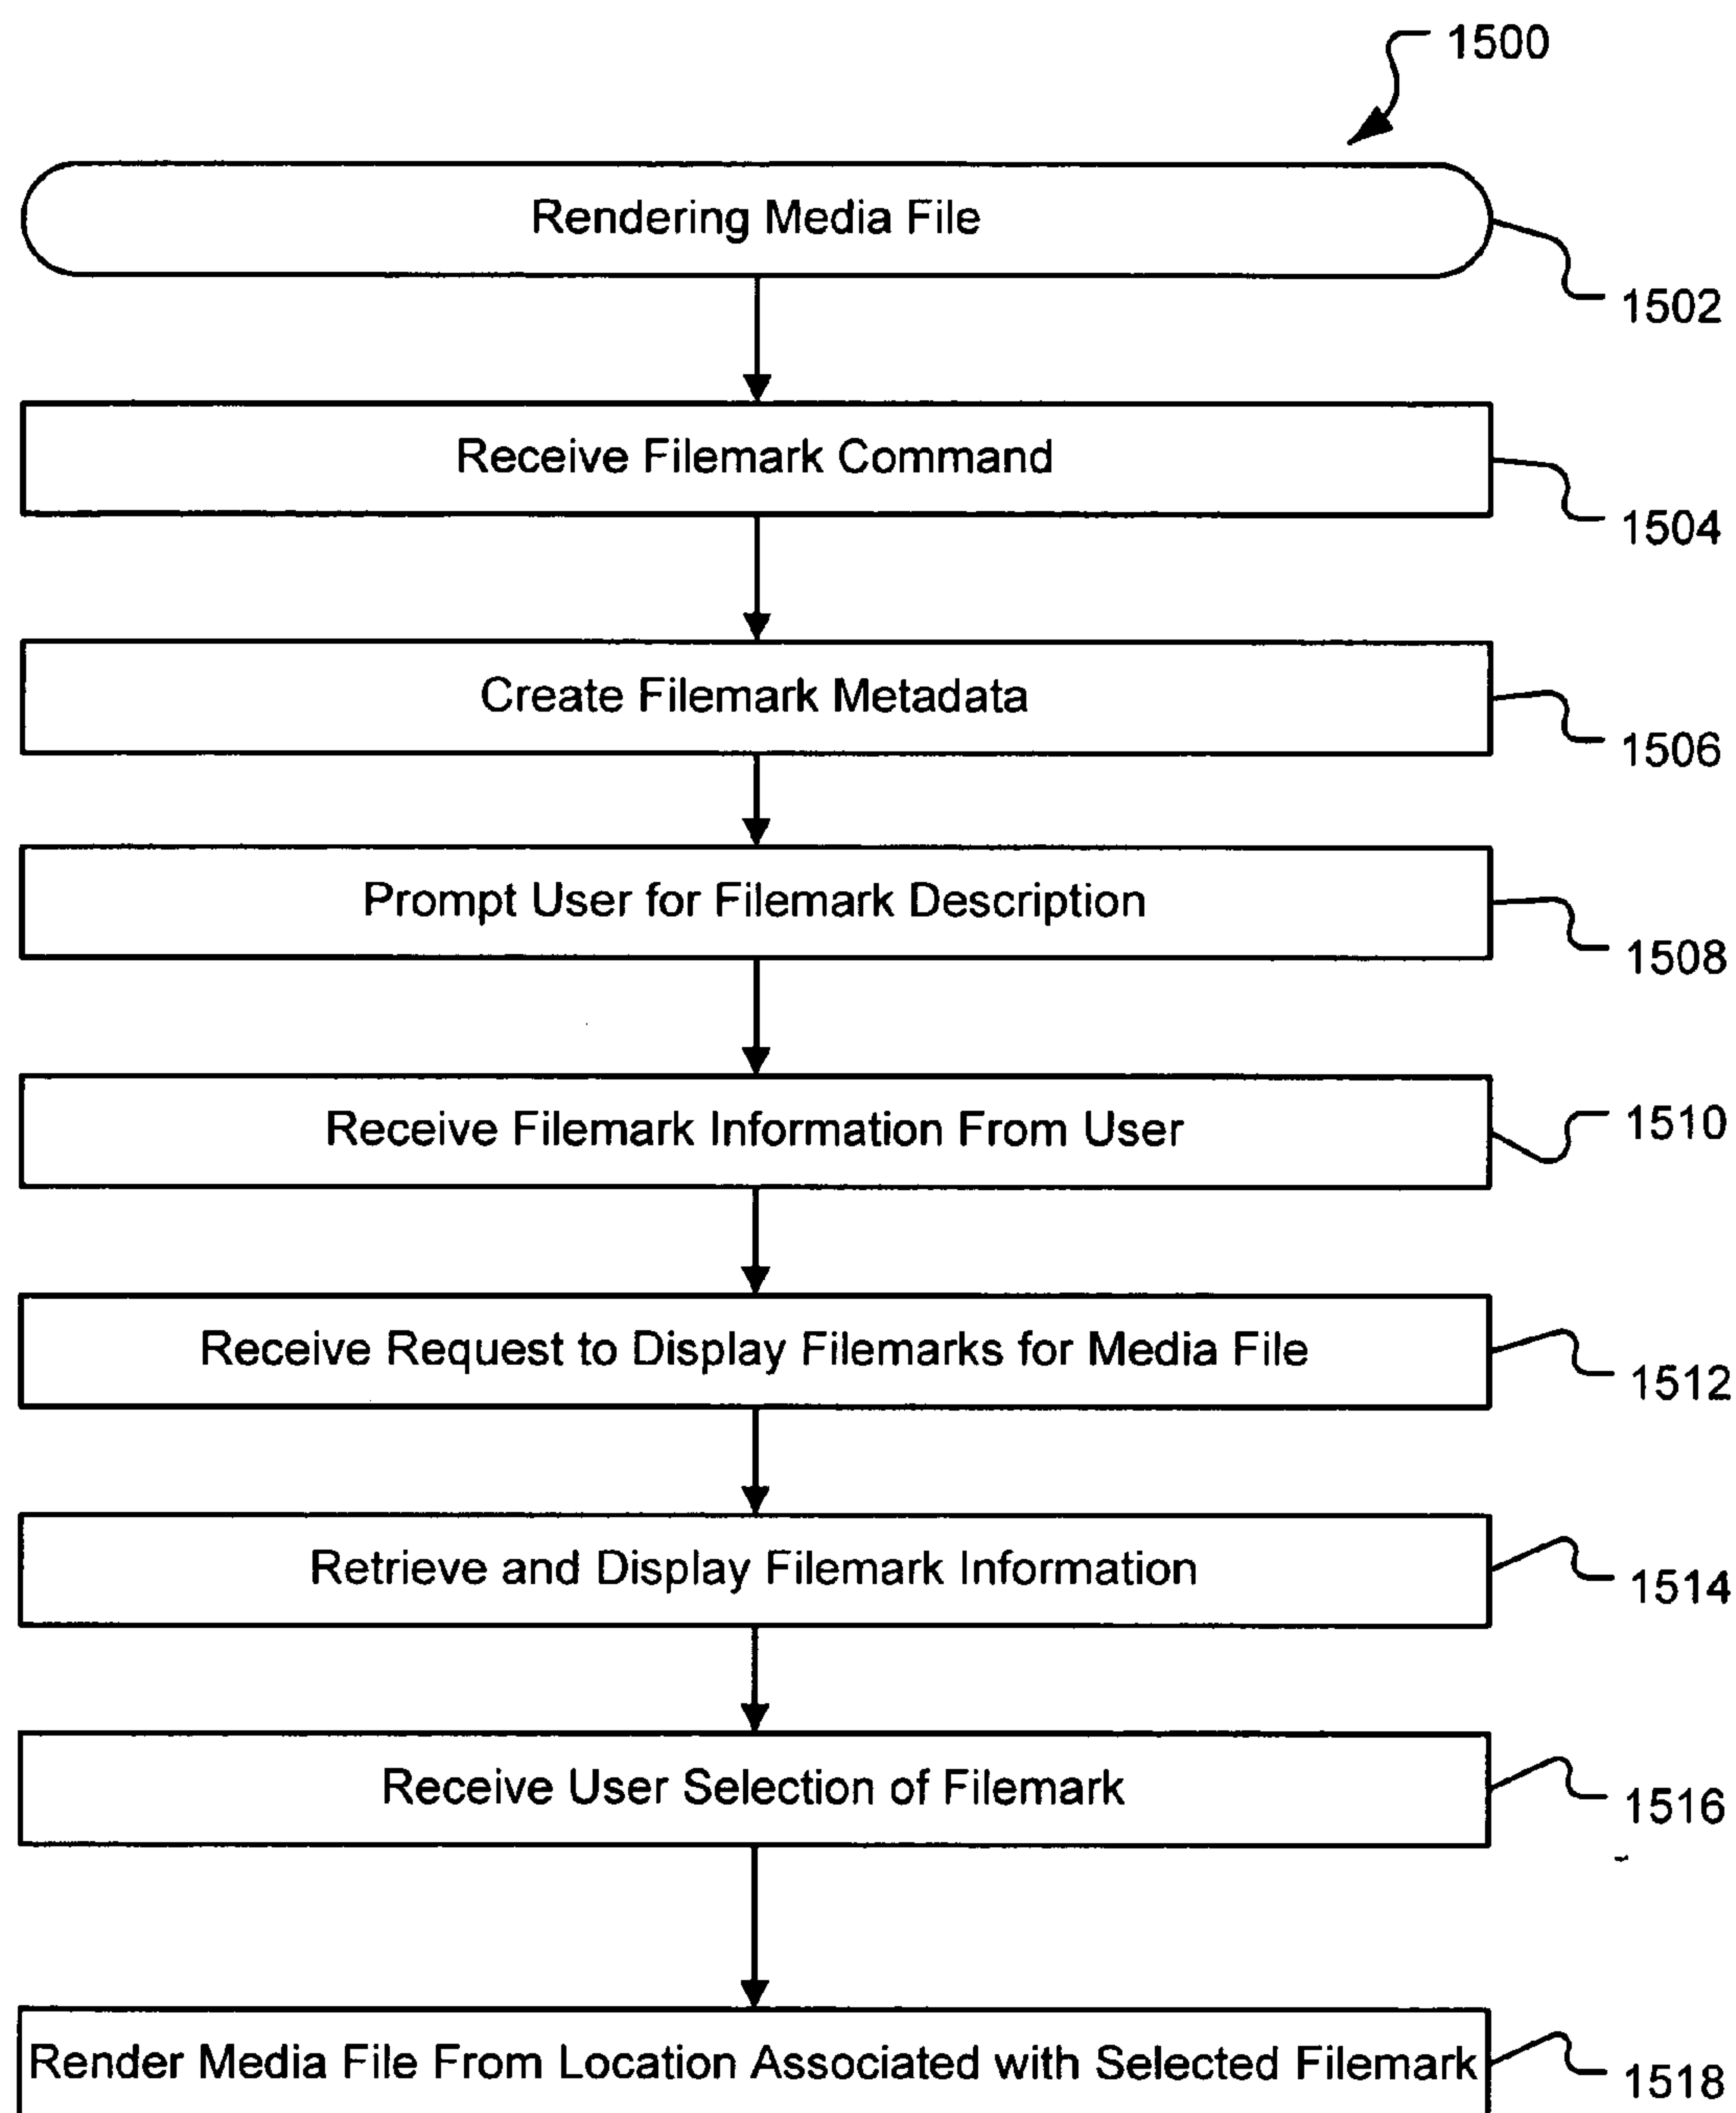 1500
Rendering Media File
1502
Receive Filemark Command
1504
Create Filemark Metadata
1506
Prompt User for Filemark Description
1508
Receive Filemark Information From User
1510
Receive Request to Display Filemarks for Media File
1512
Retrieve and Display Filemark Information
1514
Receive User Selection of Filemark
1516
Render Media File From Location Associated with Selected Filemark
1518